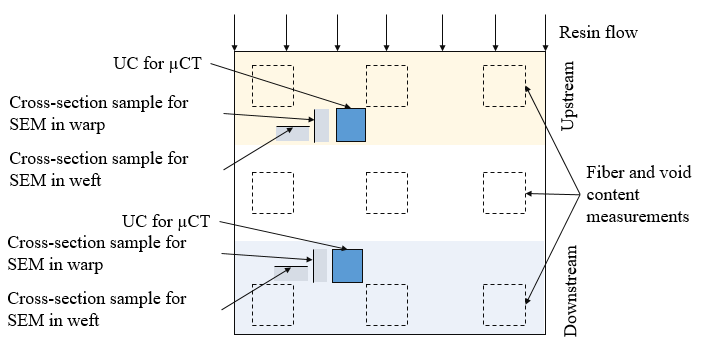 Resin flow
UC for μCT
Upstream
Cross-section sample for
SEM in warp
Cross-section sample for
SEM in weft
Fiber and void
content
measurements
UC for μCT
Cross-section sample for
SEM in warp
Downstream
Cross-section sample for
SEM in weft